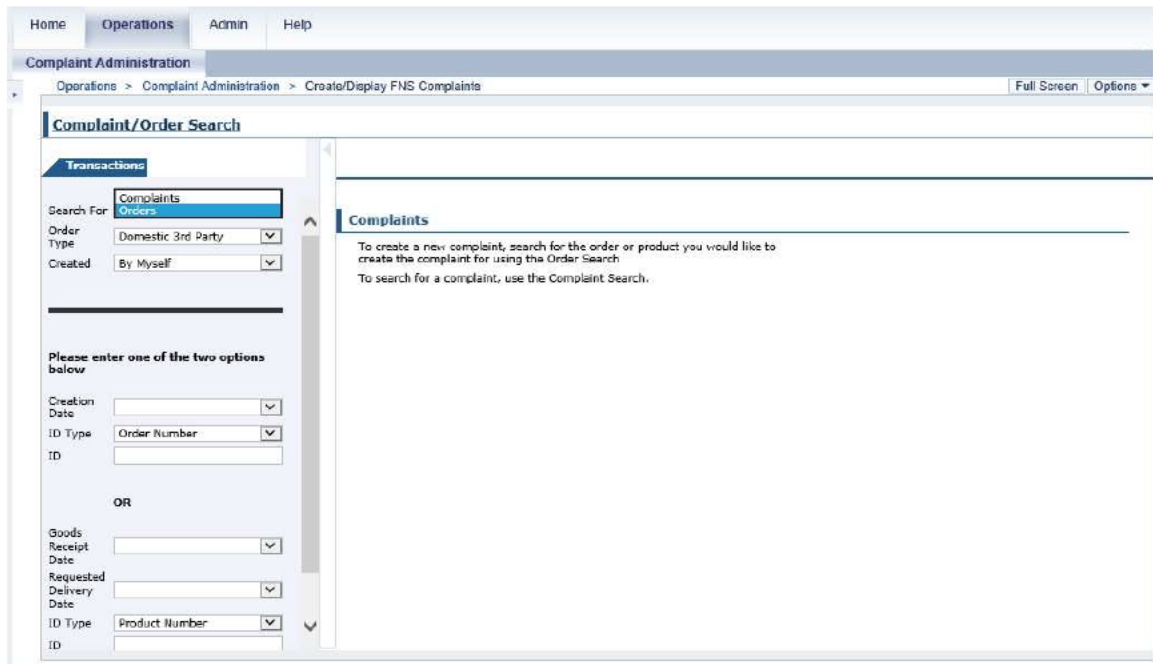 Home Operations Admin Help
Complaint Administration
Operations > Complaint Administration > Create/Display FNS Complaints
Full Screen Options
Complaint/Order Search
Transactions
Complaints
Search For Orders
Order
Type
Domestic 3rd Party
Created By Myself
Please enter one of the two options
below
Creation
Date
ID Type Order Number
ID
OR
Goods
Receipt
Date
Requested
Delivery
Date
ID Type Product Number
ID
Complaints
To create a new complaint, search for the order or product you would like to
create the complaint for using the Order Search
To search for a complaint, use the Complaint Search.